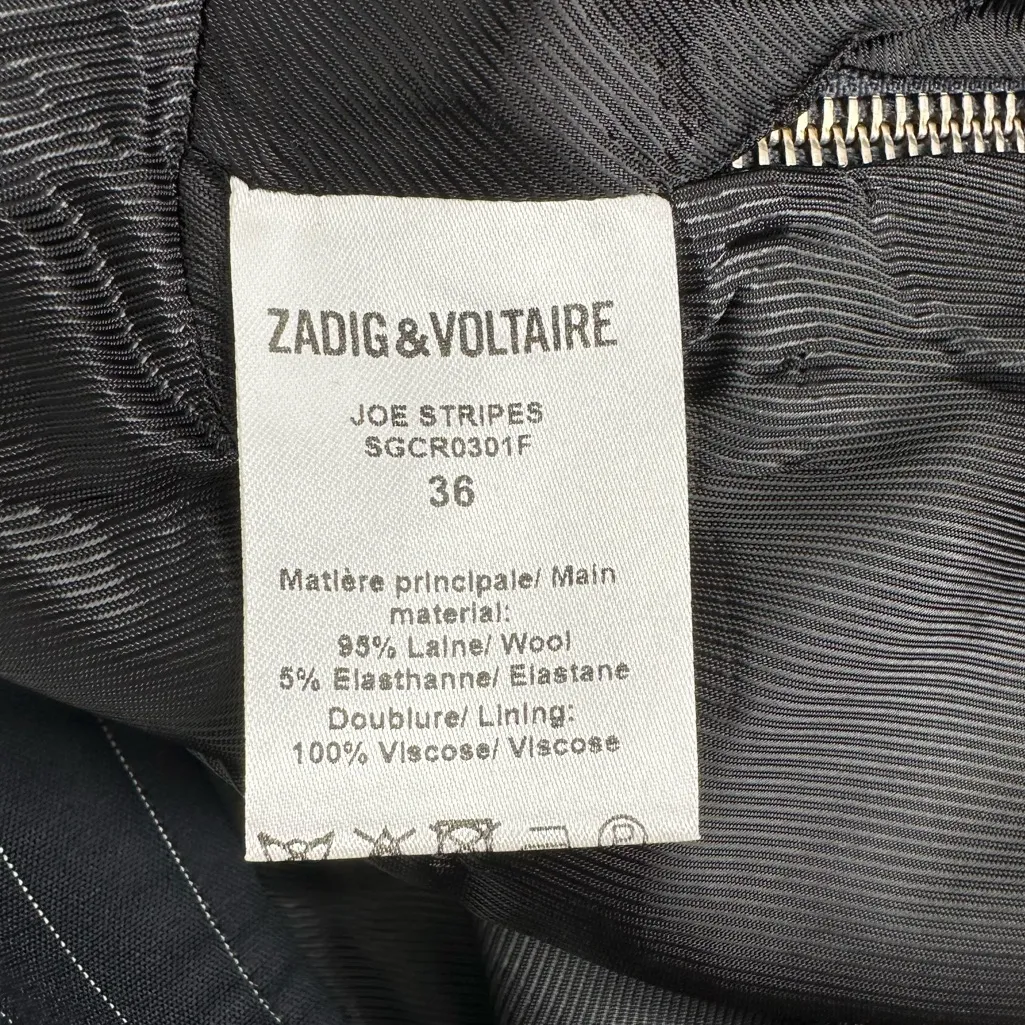 ZADIG&VOLTAIRE
JOE STRIPES
SGCR0301F
36
Matière principale/ Main
material:
95% Laine/ Wool
5% Elasthanne/ Elastane
Doublure/ Lining:
100% Viscose/ Viscose
P